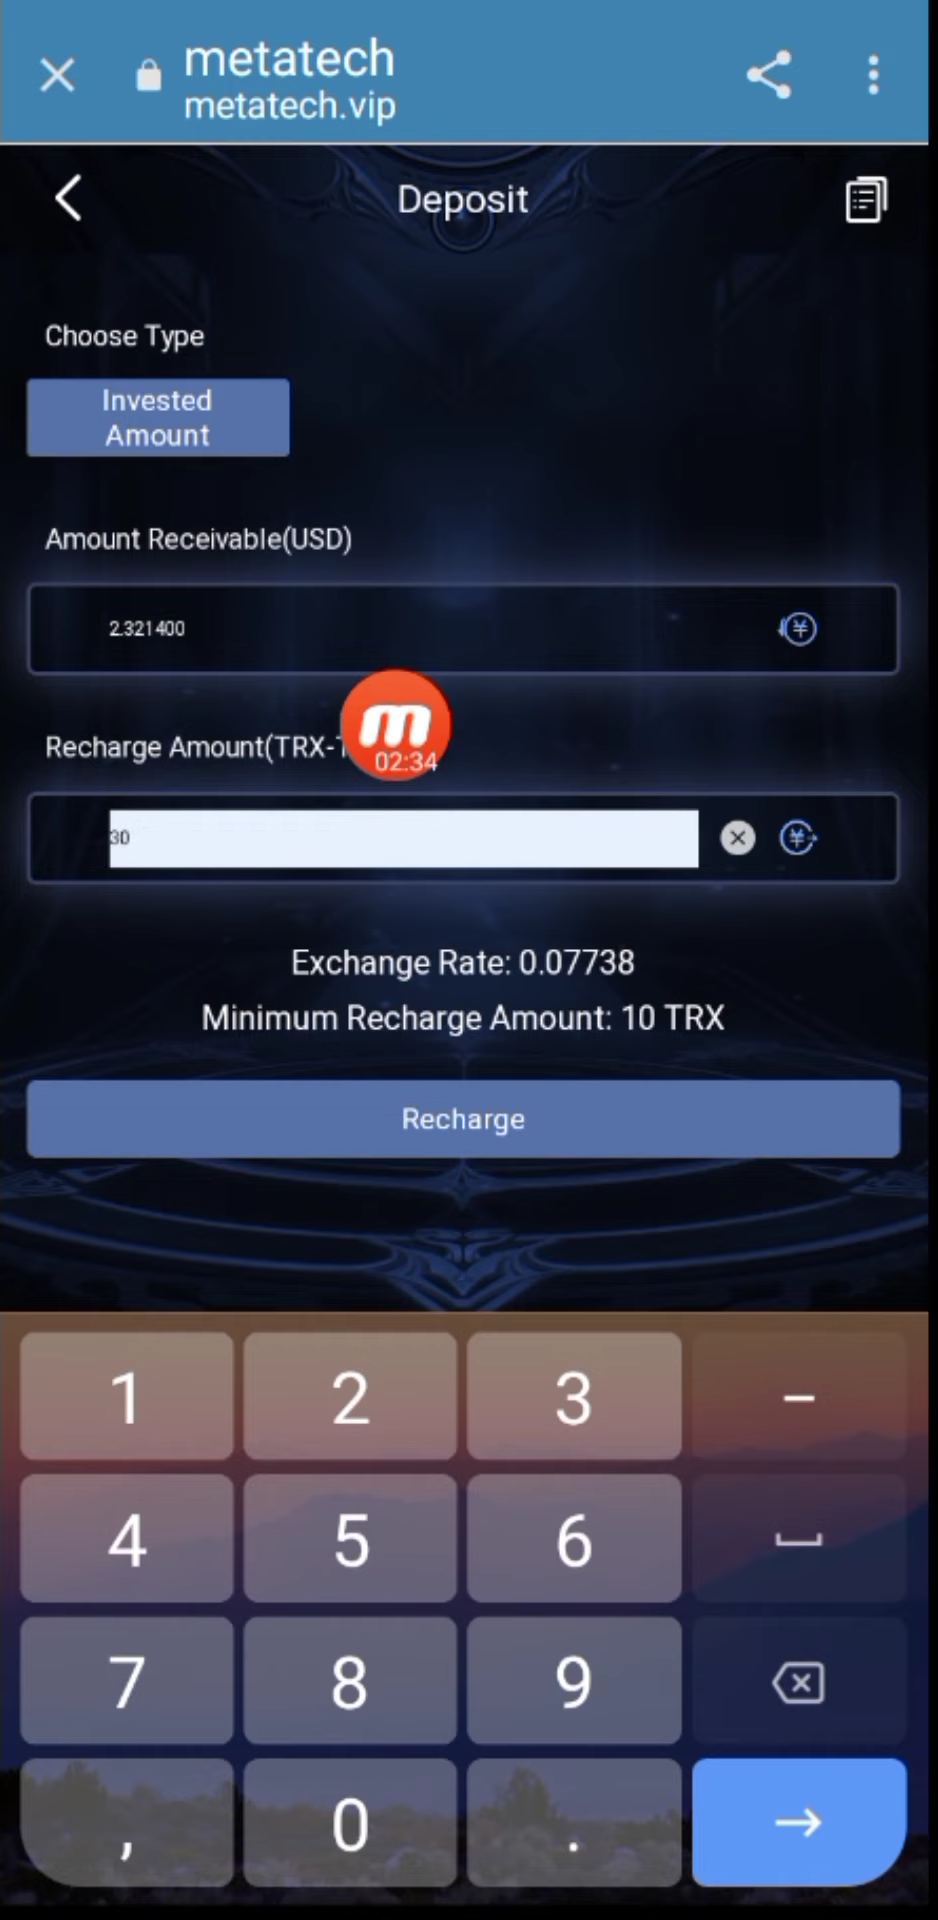 metatech
metatech.vip
Deposit
Choose Type
Invested
Amount
Amount Receivable(USD)
2.321400
Recharge Amount(TRX-
m
02:34
30
Exchange Rate: 0.07738
Minimum Recharge Amount: 10 TRX
Recharge
1 2 3 -
4 5 6
7 8 9
, 0 .